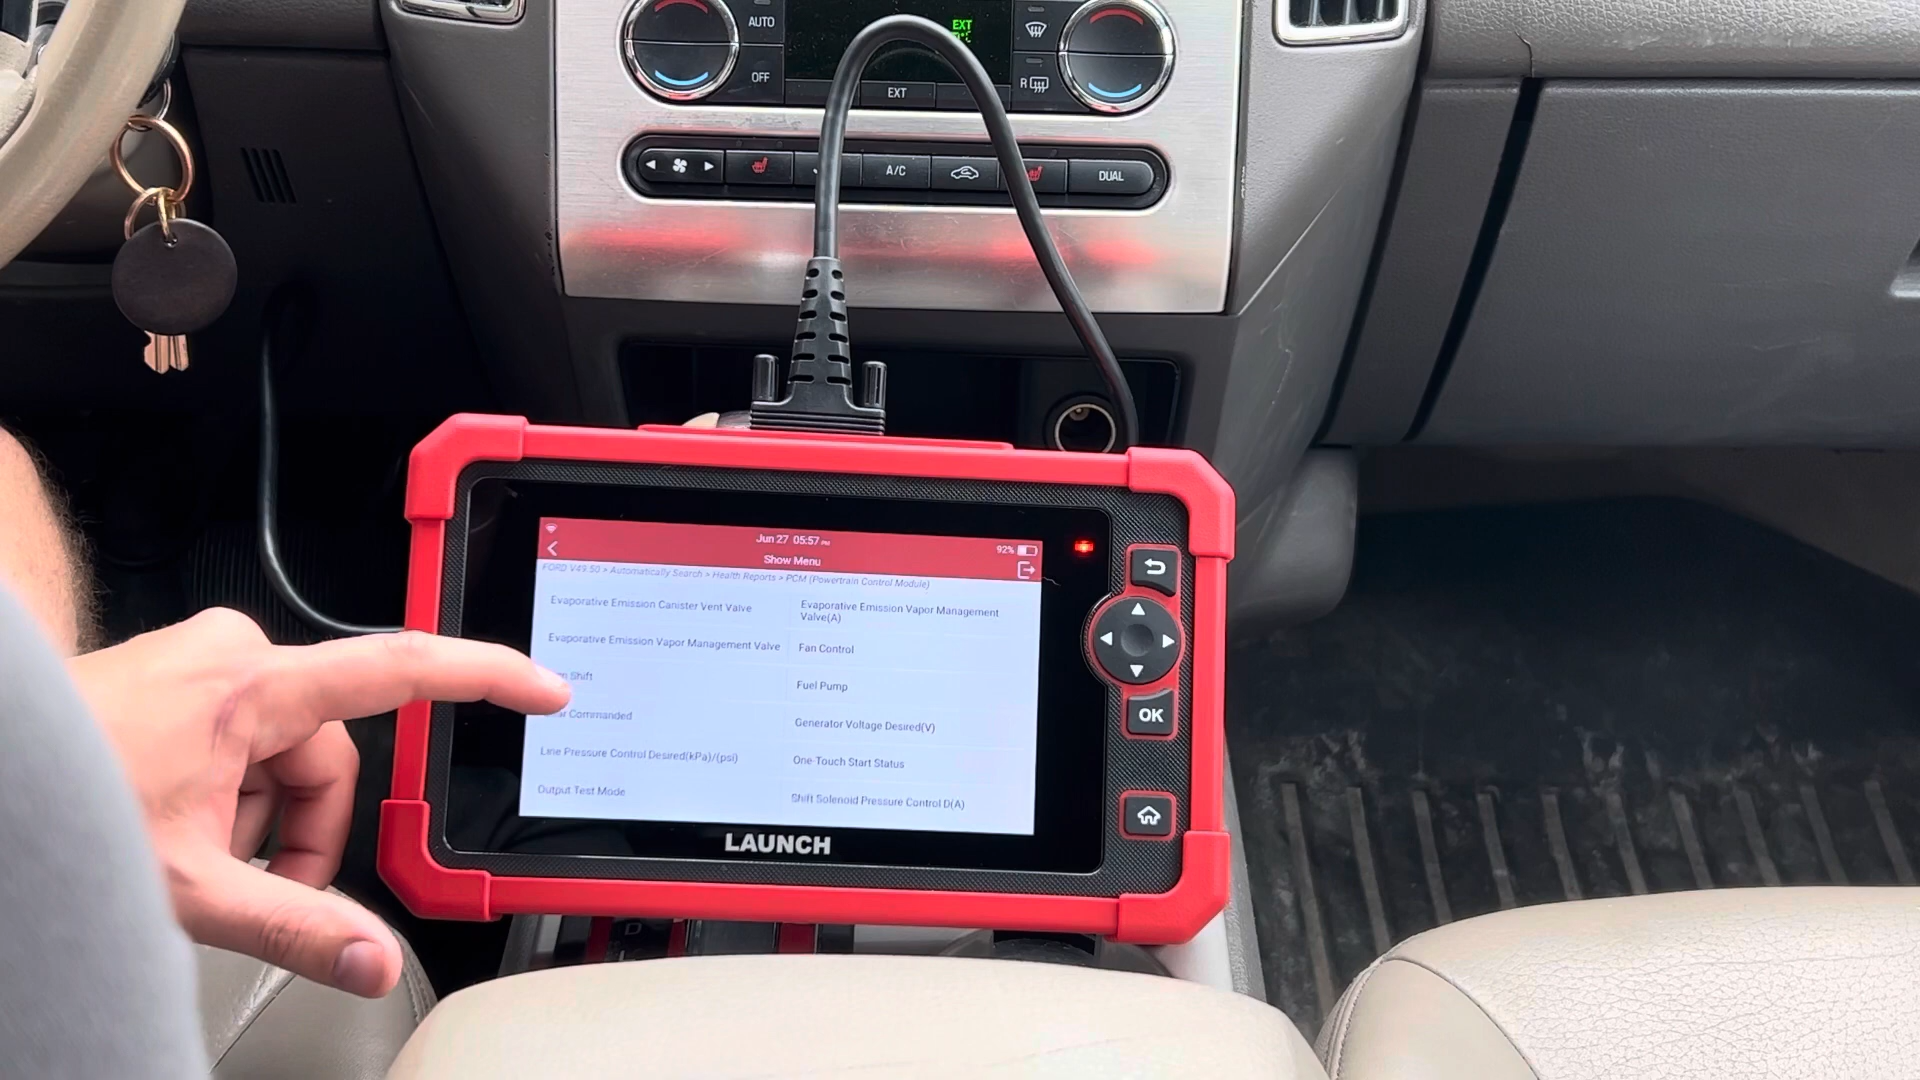 AUTO
EXT
OFF
EXT
R
A/C
DUAL
Jun 27 05:57 PM
92%
Show Menu
FORD V49.50 > Automatically Search > Health Reports > PCM (Powertrain Control Module)
Evaporative Emission Canister Vent Valve
Evaporative Emission Vapor Management
Valve(A)
Evaporative Emission Vapor Management Valve
Fan Control
Shift
Fuel Pump
Commanded
Generator Voltage Desired(V)
Line Pressure Control Desired(kPa)/(psi)
One-Touch Start Status
Output Test Mode
Shift Solenoid Pressure Control D(A)
OK
LAUNCH
D